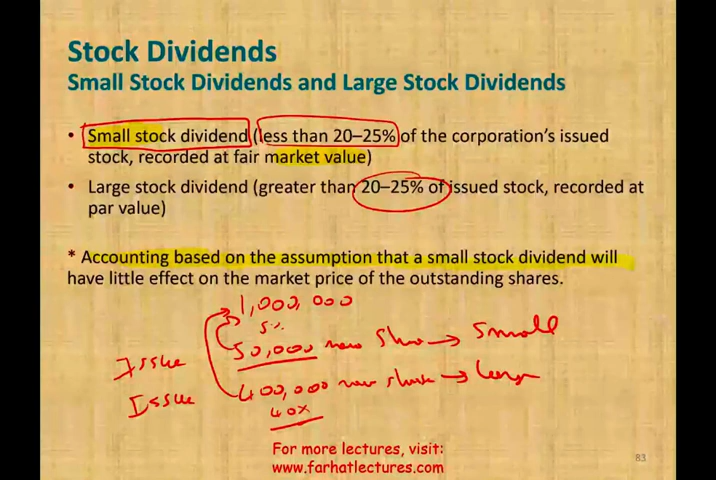 Stock Dividends
Small Stock Dividends and Large Stock Dividends
• Small stock dividend (less than 20–25% of the corporation's issued
stock, recorded at fair market value)
• Large stock dividend (greater than 20–25% of issued stock, recorded at
par value)
* Accounting based on the assumption that a small stock dividend will
have little effect on the market price of the outstanding shares.
1,000,000
5%
Issue 50,000 new → Small
Issue 400,000 new → large
40%
For more lectures, visit:
www.farhatlectures.com
83